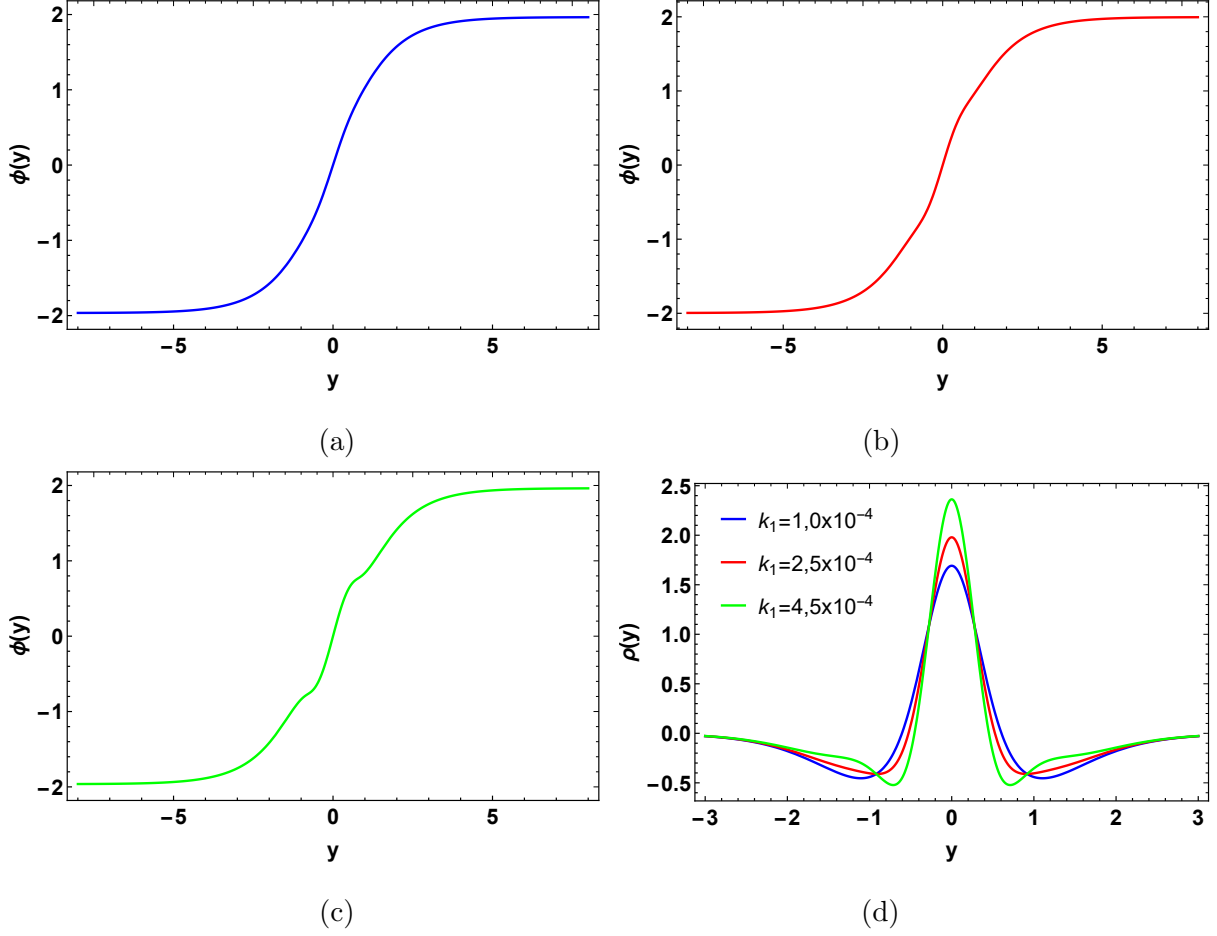 2
1
0
−1
−2
ϕ(y)
−5
0
5
y
(a)
2
1
0
−1
−2
ϕ(y)
−5
0
5
y
(b)
2
1
0
−1
−2
ϕ(y)
−5
0
5
y
(c)
2.5
2.0
1.5
1.0
0.5
0.0
−0.5
ρ(y)
k₁=1,0x10⁻⁴
k₁=2,5x10⁻⁴
k₁=4,5x10⁻⁴
−3
−2
−1
0
1
2
3
y
(d)